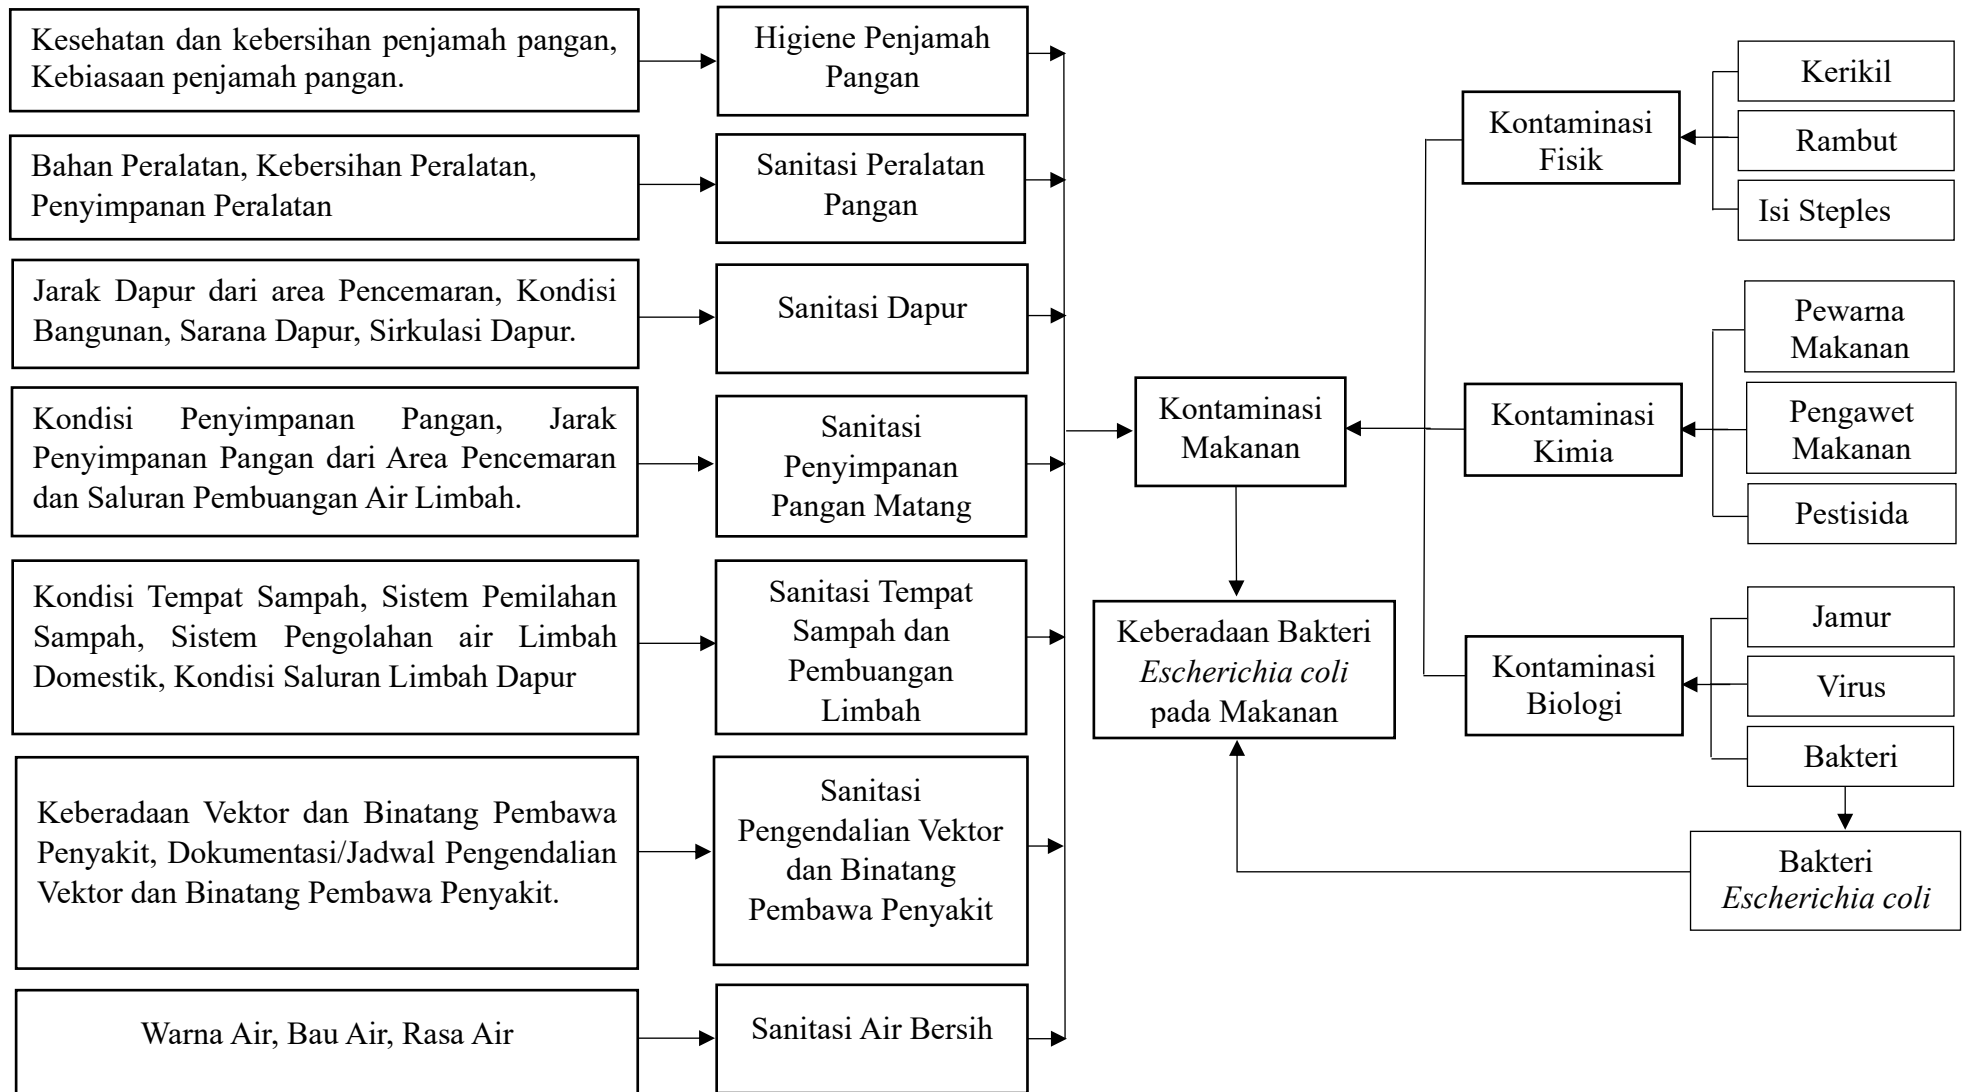 Kesehatan dan kebersihan penjamah pangan,
Kebiasaan penjamah pangan.
Higiene Penjamah
Pangan
Bahan Peralatan, Kebersihan Peralatan,
Penyimpanan Peralatan
Sanitasi Peralatan
Pangan
Jarak Dapur dari area Pencemaran, Kondisi
Bangunan, Sarana Dapur, Sirkulasi Dapur.
Sanitasi Dapur
Kondisi Penyimpanan Pangan, Jarak
Penyimpanan Pangan dari Area Pencemaran
dan Saluran Pembuangan Air Limbah.
Sanitasi
Penyimpanan
Pangan Matang
Kondisi Tempat Sampah, Sistem Pemilahan
Sampah, Sistem Pengolahan air Limbah
Domestik, Kondisi Saluran Limbah Dapur
Sanitasi Tempat
Sampah dan
Pembuangan
Limbah
Keberadaan Vektor dan Binatang Pembawa
Penyakit, Dokumentasi/Jadwal Pengendalian
Vektor dan Binatang Pembawa Penyakit.
Sanitasi
Pengendalian Vektor
dan Binatang
Pembawa Penyakit
Warna Air, Bau Air, Rasa Air
Sanitasi Air Bersih
Kontaminasi
Makanan
Keberadaan Bakteri
Escherichia coli
pada Makanan
Kontaminasi
Fisik
Kerikil
Rambut
Isi Steples
Kontaminasi
Kimia
Pewarna
Makanan
Pengawet
Makanan
Pestisida
Kontaminasi
Biologi
Jamur
Virus
Bakteri
Bakteri
Escherichia coli